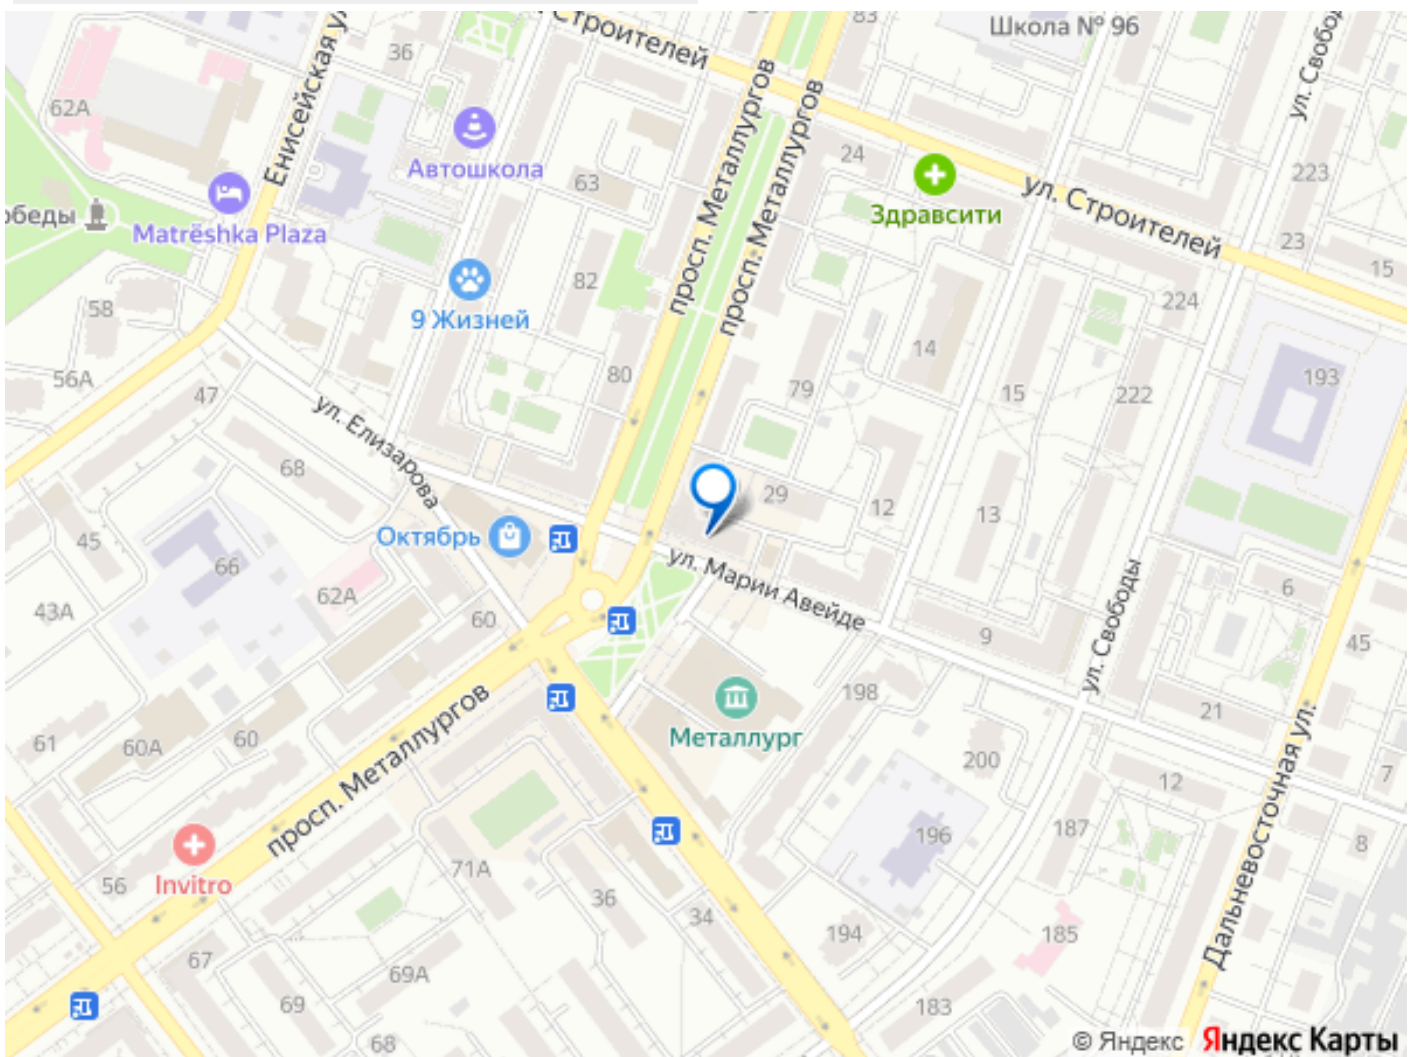 Школа № 96
83
ул. Строителей
Енисейская ул.
36
просп. Металлургов
просп. Металлургов
ул. Свободы
62А
Автошкола
63
24
Здравсити
ул. Строителей
223
обеды
Matrёshka Plaza
23
15
82
58
9 Жизней
224
14
56А
47
80
79
15
222
193
ул. Елизарова
68
29
12
13
Октябрь
45
66
62А
ул. Марии Авейде
6
43А
60
9
ул. Свободы
45
198
21
61
60А
60
просп. Металлургов
Металлург
200
12
7
Дальневосточная ул.
187
196
8
56
Invitro
71А
36
34
194
185
67
69А
69
183
68
© Яндекс Яндекс Карты